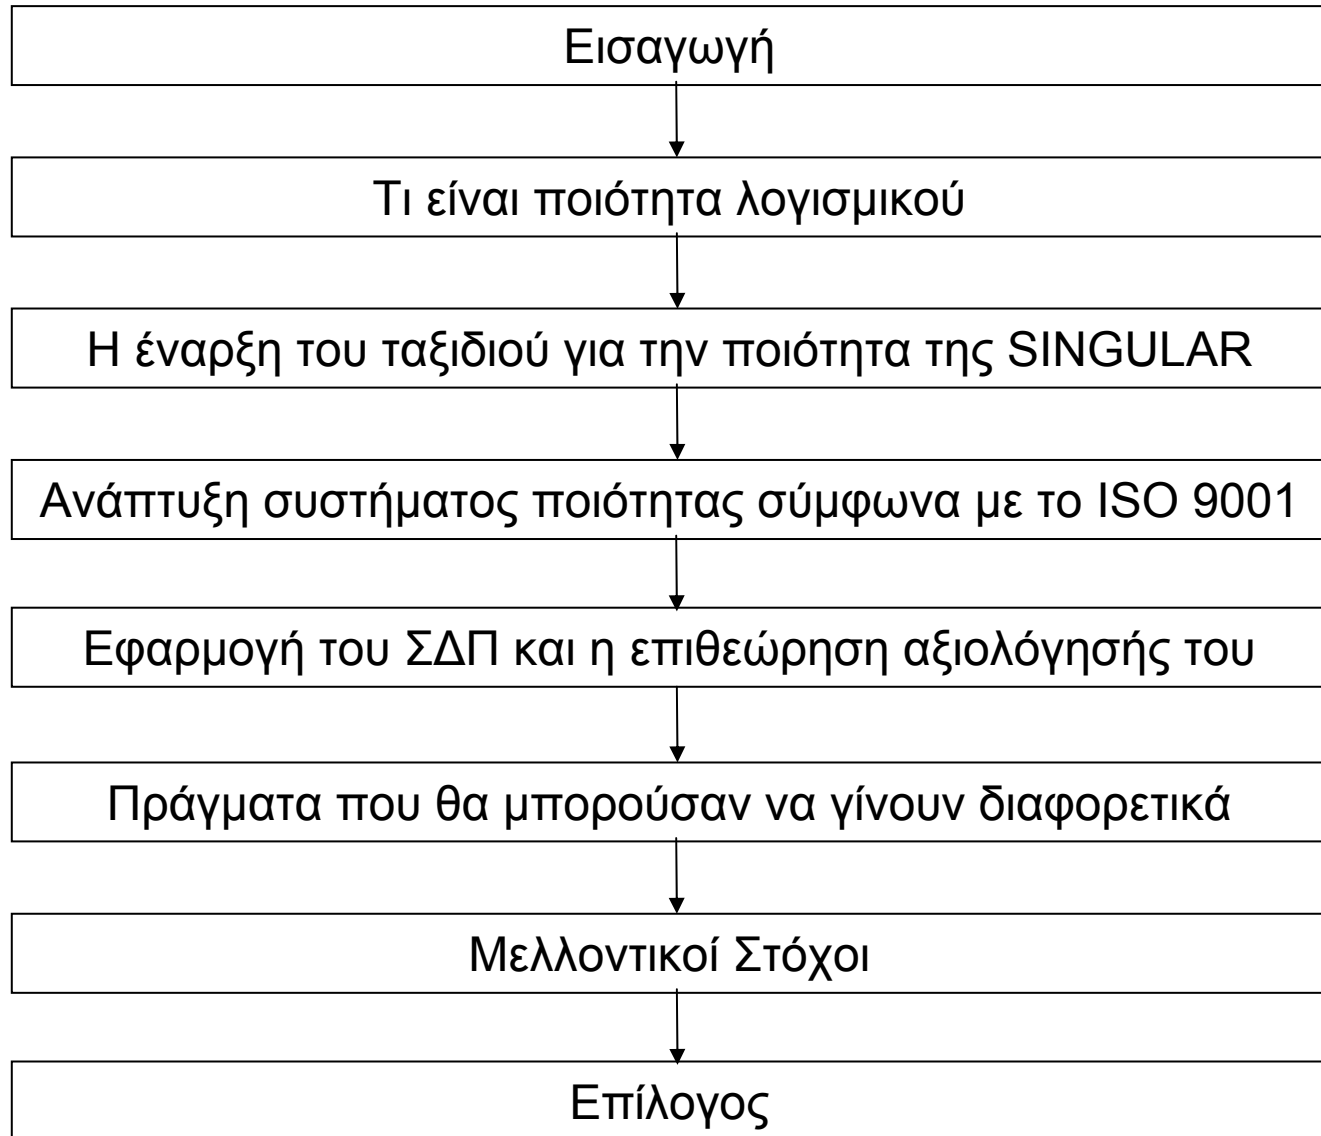 Εισαγωγή
Τι είναι ποιότητα λογισμικού
Η έναρξη του ταξιδιού για την ποιότητα της SINGULAR
Ανάπτυξη συστήματος ποιότητας σύμφωνα με το ISO 9001
Εφαρμογή του ΣΔΠ και η επιθεώρηση αξιολόγησής του
Πράγματα που θα μπορούσαν να γίνουν διαφορετικά
Μελλοντικοί Στόχοι
Επίλογος